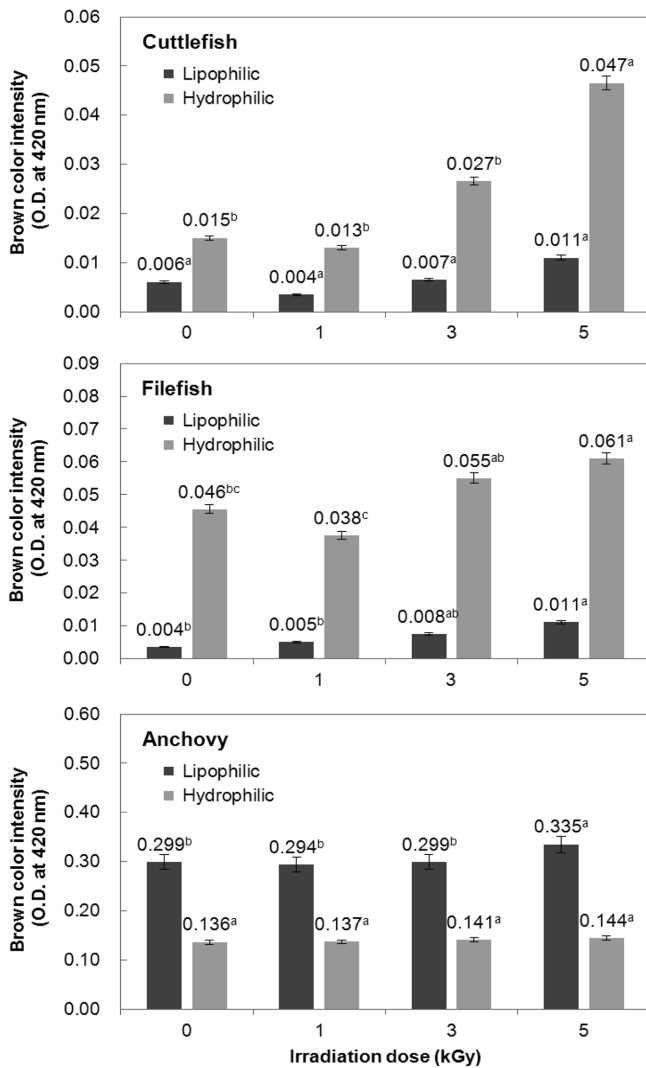 0.06
0.05
0.04
0.03
0.02
0.01
0.00
Brown color intensity
(O.D. at 420 nm)
Cuttlefish
Lipophilic
Hydrophilic
0.006ᵃ
0.015ᵇ
0.004ᵃ
0.013ᵇ
0.007ᵃ
0.027ᵇ
0.011ᵃ
0.047ᵃ
0 1 3 5
0.09
0.08
0.07
0.06
0.05
0.04
0.03
0.02
0.01
0.00
Brown color intensity
(O.D. at 420 nm)
Filefish
Lipophilic
Hydrophilic
0.004ᵇ
0.046ᵇᶜ
0.005ᵇ
0.038ᶜ
0.008ᵃᵇ
0.055ᵃᵇ
0.011ᵃ
0.061ᵃ
0 1 3 5
0.60
0.50
0.40
0.30
0.20
0.10
0.00
Brown color intensity
(O.D. at 420 nm)
Anchovy
Lipophilic
Hydrophilic
0.299ᵇ
0.136ᵃ
0.294ᵇ
0.137ᵃ
0.299ᵇ
0.141ᵃ
0.335ᵃ
0.144ᵃ
0 1 3 5
Irradiation dose (kGy)